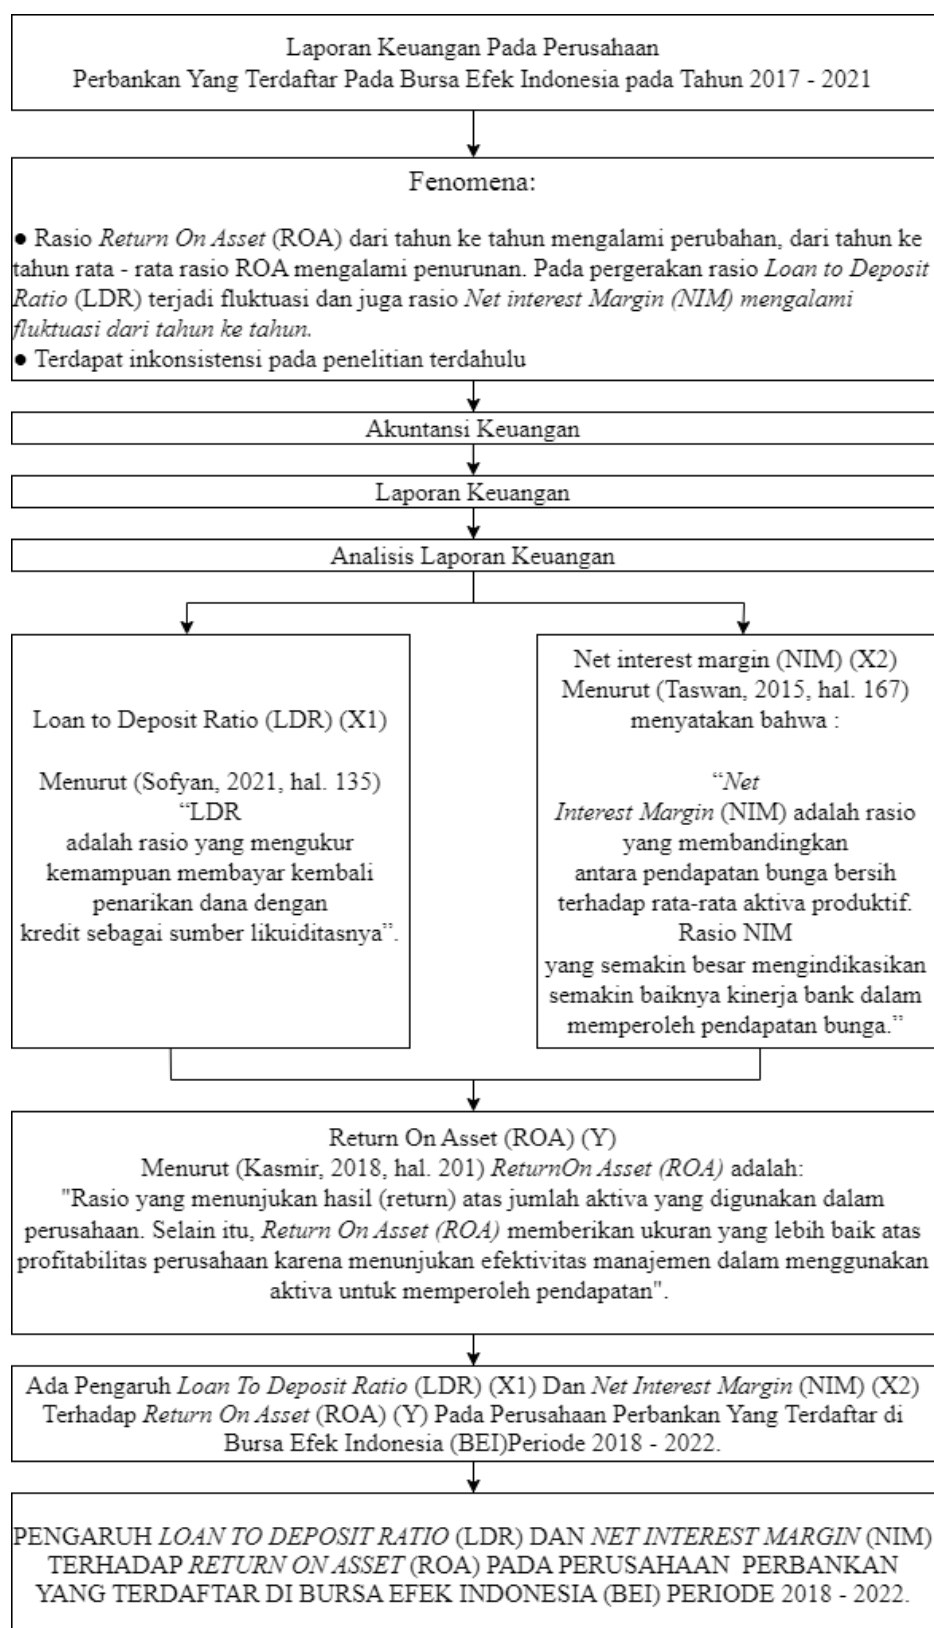 Laporan Keuangan Pada Perusahaan
Perbankan Yang Terdaftar Pada Bursa Efek Indonesia pada Tahun 2017 - 2021
Fenomena:
● Rasio Return On Asset (ROA) dari tahun ke tahun mengalami perubahan, dari tahun ke
tahun rata - rata rasio ROA mengalami penurunan. Pada pergerakan rasio Loan to Deposit
Ratio (LDR) terjadi fluktuasi dan juga rasio Net interest Margin (NIM) mengalami
fluktuasi dari tahun ke tahun.
● Terdapat inkonsistensi pada penelitian terdahulu
Akuntansi Keuangan
Laporan Keuangan
Analisis Laporan Keuangan
Loan to Deposit Ratio (LDR) (X1)
Menurut (Sofyan, 2021, hal. 135)
“LDR
adalah rasio yang mengukur
kemampuan membayar kembali
penarikan dana dengan
kredit sebagai sumber likuiditasnya”.
Net interest margin (NIM) (X2)
Menurut (Taswan, 2015, hal. 167)
menyatakan bahwa :
“Net
Interest Margin (NIM) adalah rasio
yang membandingkan
antara pendapatan bunga bersih
terhadap rata-rata aktiva produktif.
Rasio NIM
yang semakin besar mengindikasikan
semakin baiknya kinerja bank dalam
memperoleh pendapatan bunga.”
Return On Asset (ROA) (Y)
Menurut (Kasmir, 2018, hal. 201) ReturnOn Asset (ROA) adalah:
"Rasio yang menunjukan hasil (return) atas jumlah aktiva yang digunakan dalam
perusahaan. Selain itu, Return On Asset (ROA) memberikan ukuran yang lebih baik atas
profitabilitas perusahaan karena menunjukan efektivitas manajemen dalam menggunakan
aktiva untuk memperoleh pendapatan".
Ada Pengaruh Loan To Deposit Ratio (LDR) (X1) Dan Net Interest Margin (NIM) (X2)
Terhadap Return On Asset (ROA) (Y) Pada Perusahaan Perbankan Yang Terdaftar di
Bursa Efek Indonesia (BEI)Periode 2018 - 2022.
PENGARUH LOAN TO DEPOSIT RATIO (LDR) DAN NET INTEREST MARGIN (NIM)
TERHADAP RETURN ON ASSET (ROA) PADA PERUSAHAAN PERBANKAN
YANG TERDAFTAR DI BURSA EFEK INDONESIA (BEI) PERIODE 2018 - 2022.